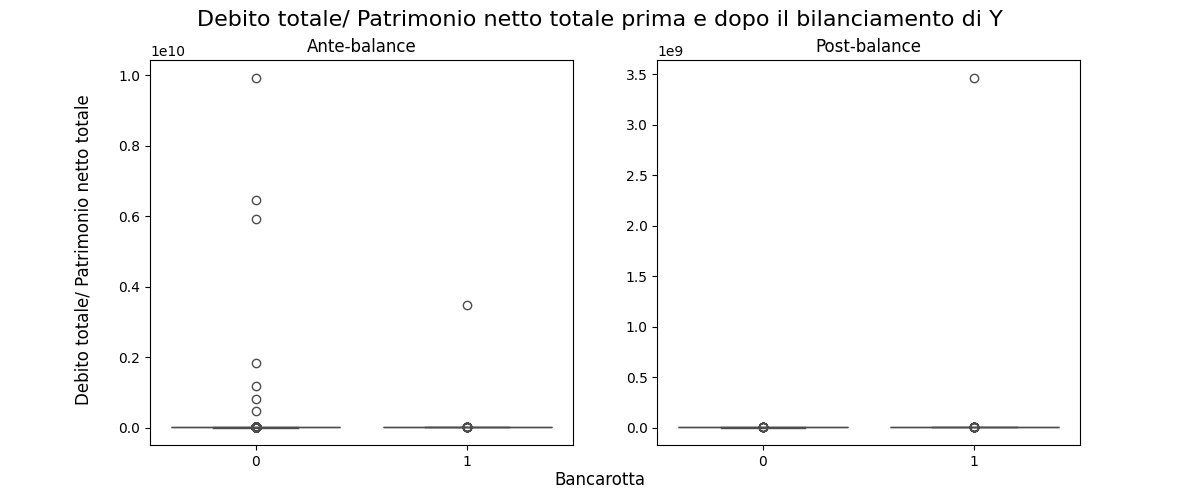 Debito totale/ Patrimonio netto totale prima e dopo il bilanciamento di Y
Ante-balance
1e10
1.0
0.8
0.6
0.4
0.2
0.0
Debito totale/ Patrimonio netto totale
0
1
Post-balance
1e9
3.5
3.0
2.5
2.0
1.5
1.0
0.5
0.0
0
1
Bancarotta